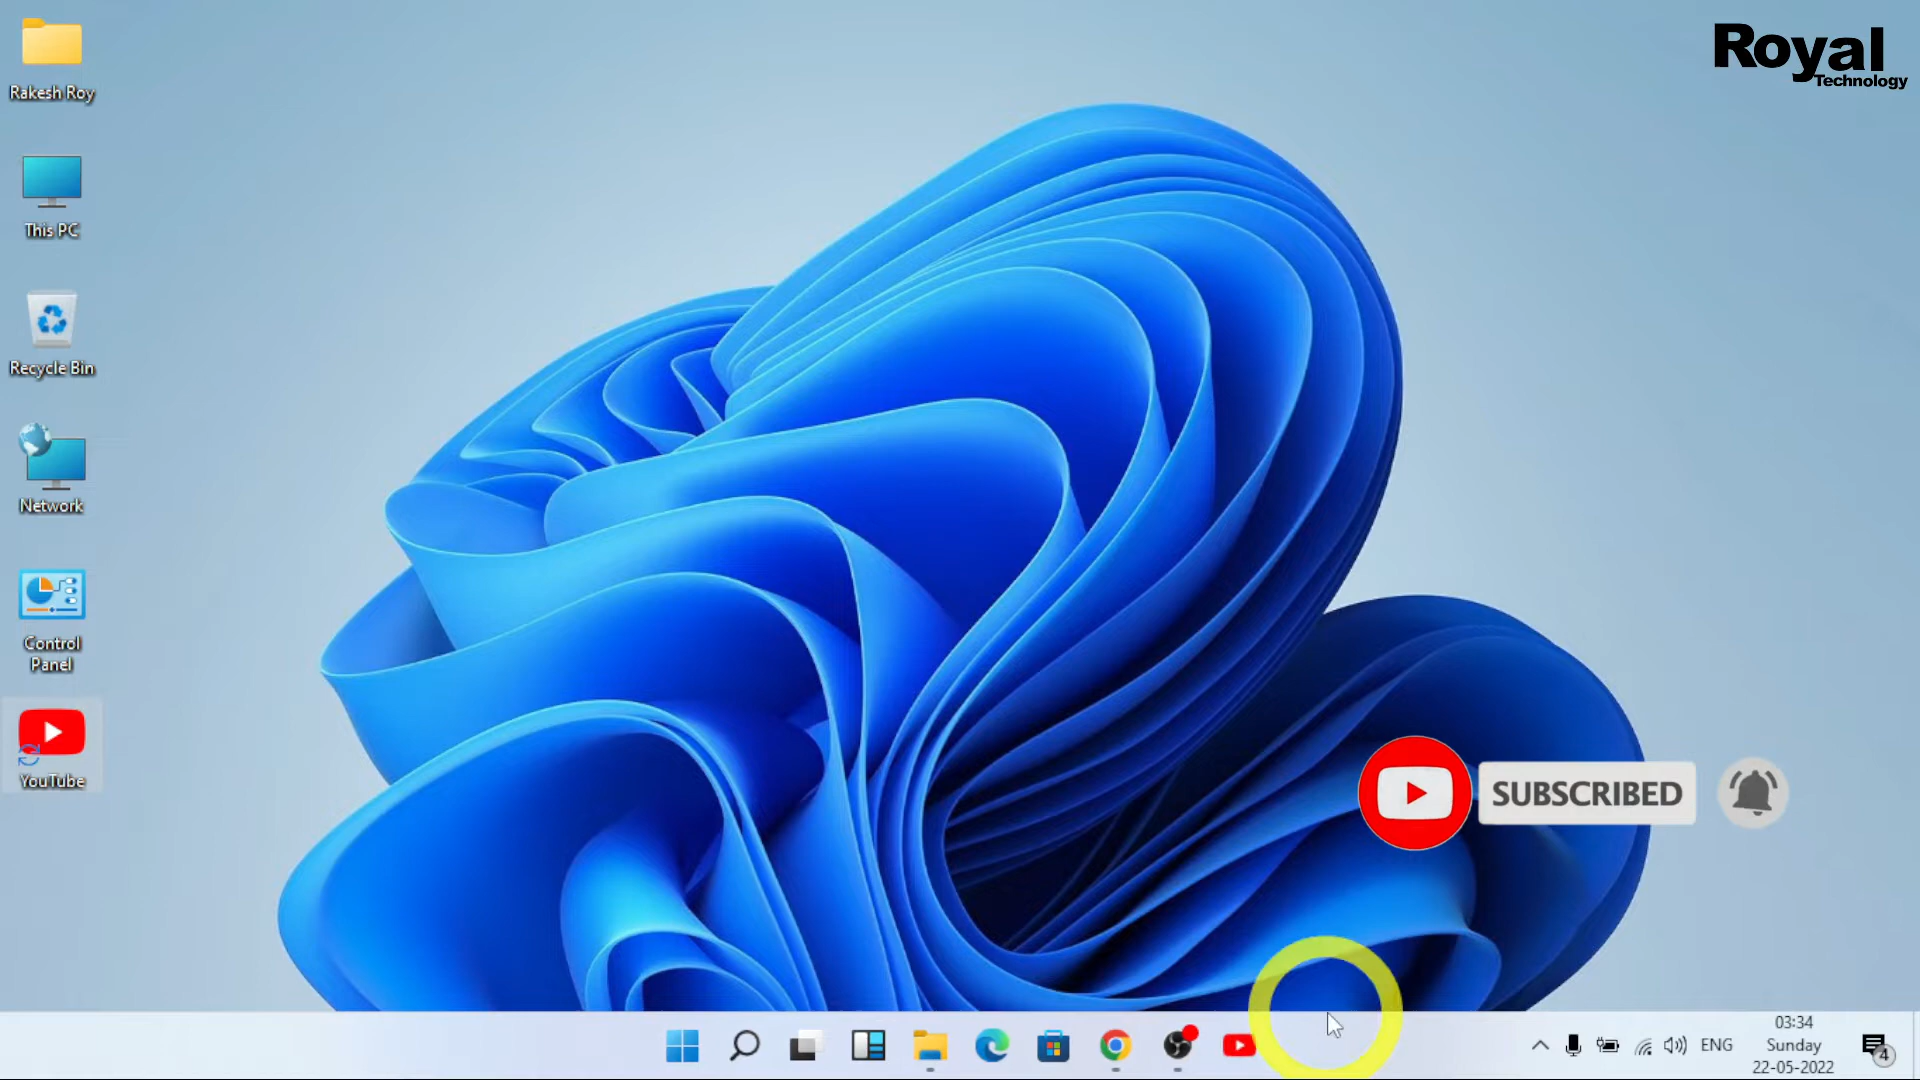 Royal
Technology
Rakesh Roy
This PC
Recycle Bin
Network
Control
Panel
YouTube
SUBSCRIBED
ENG
03:34
Sunday
22-05-2022
4